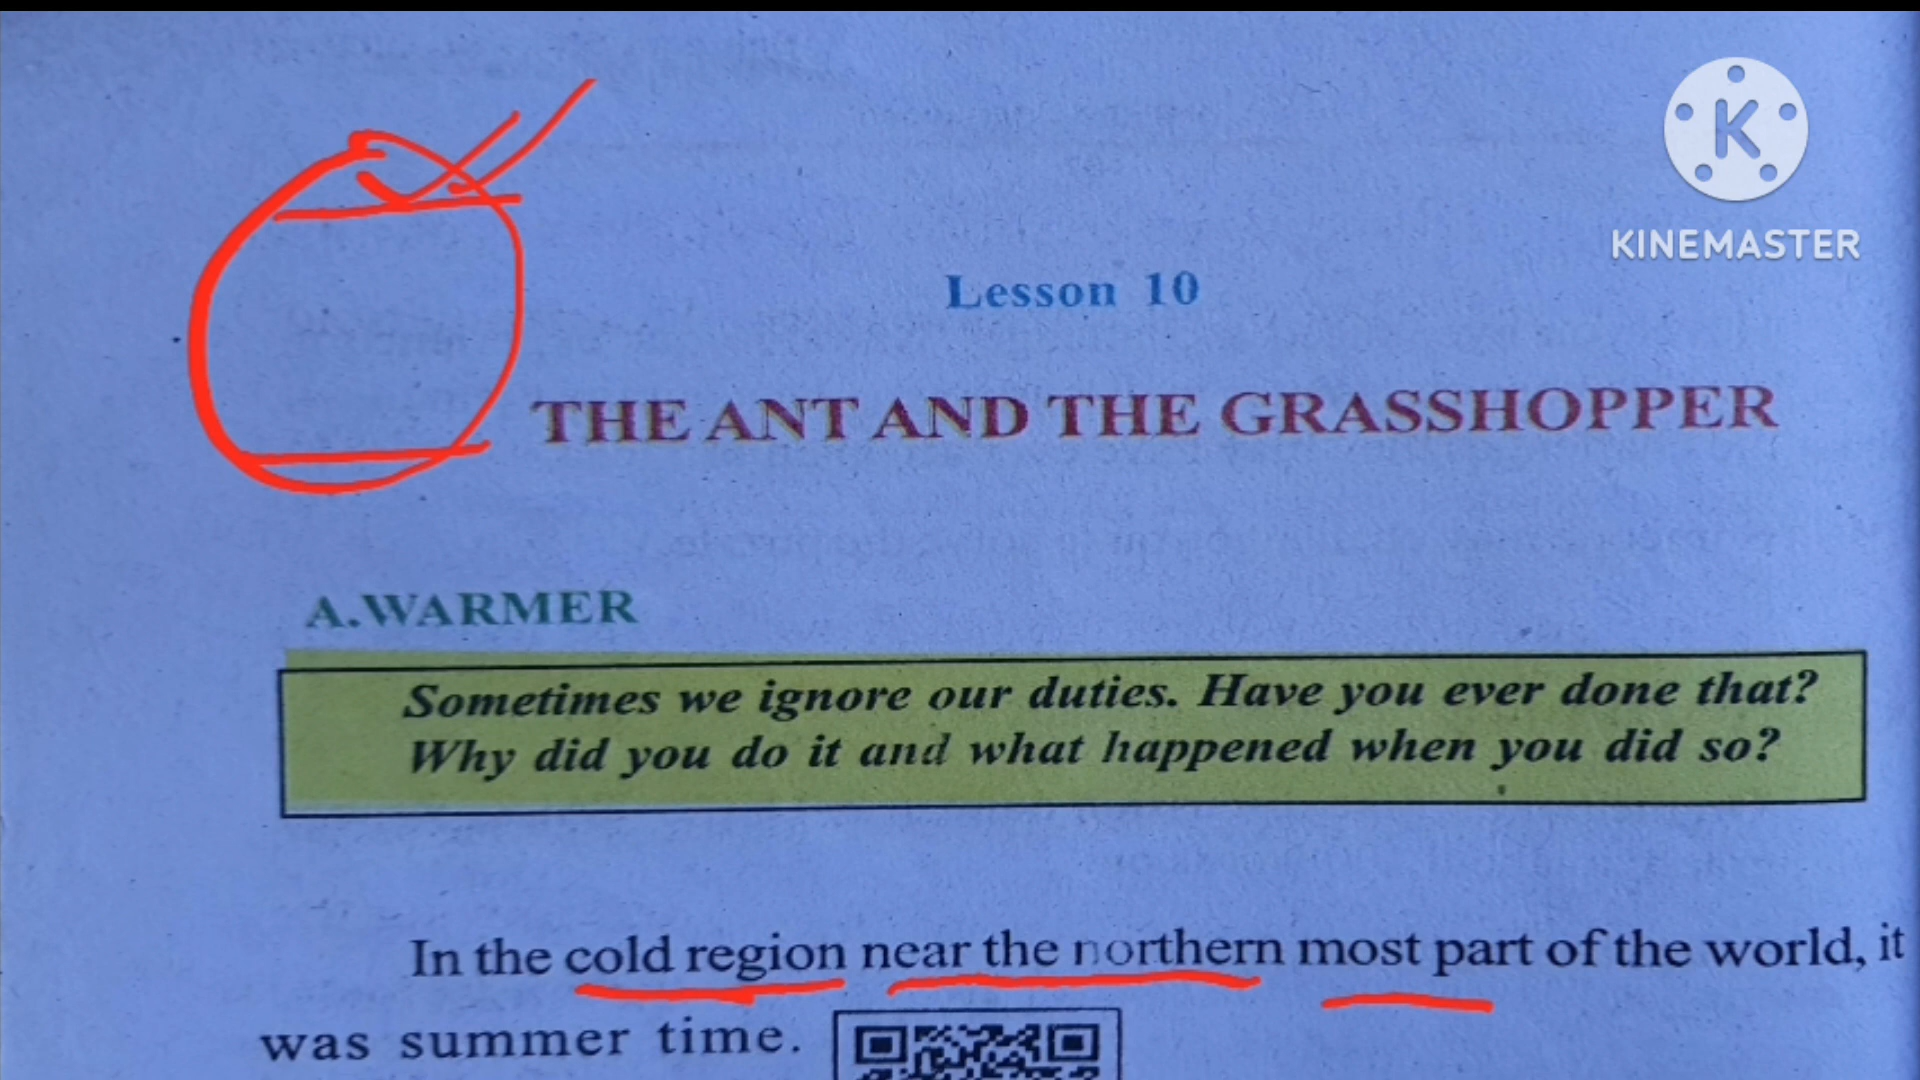 KINEMASTER
Lesson 10
THE ANT AND THE GRASSHOPPER
A.WARMER
Sometimes we ignore our duties. Have you ever done that?
Why did you do it and what happened when you did so?
In the cold region near the northern most part of the world, it
was summer time.